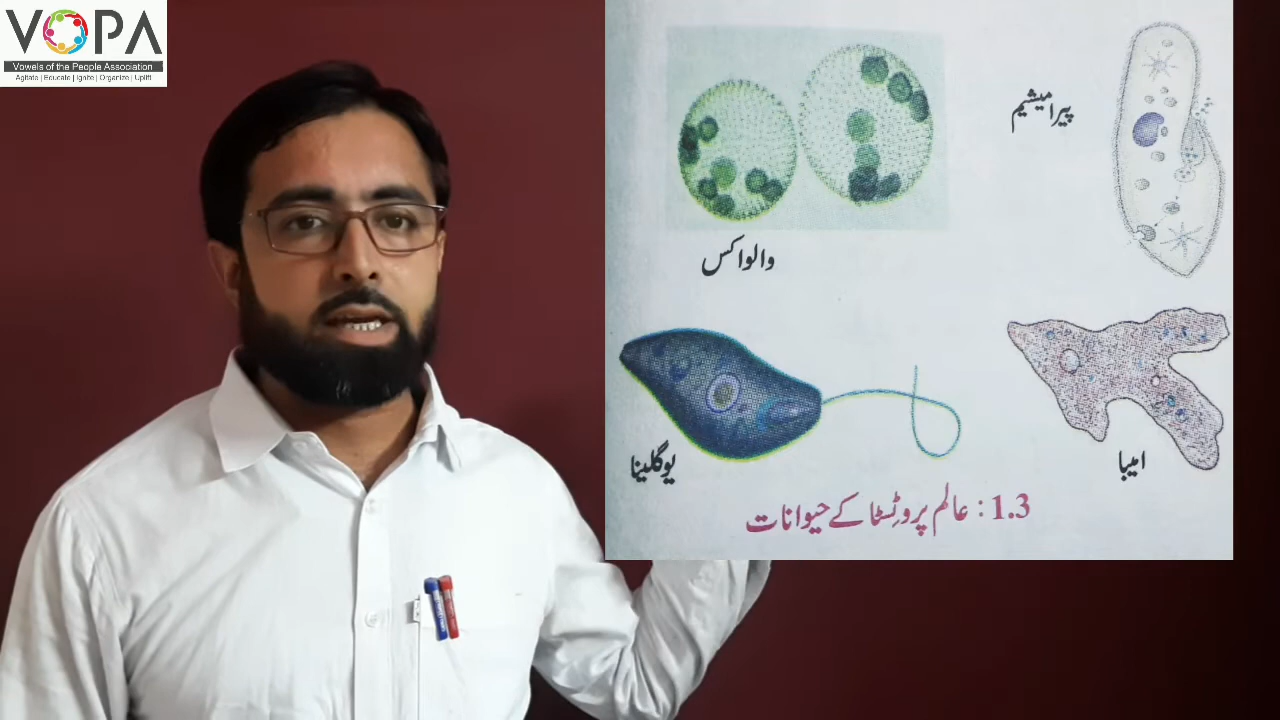 VOPA
Vowels of the People Association
Agitate | Educate | Ignite | Organize | Uplift
پیرامیشیم
والواکس
یوگلینا
امیبا
1.3 : عالم پروٹسٹا کے حیوانات